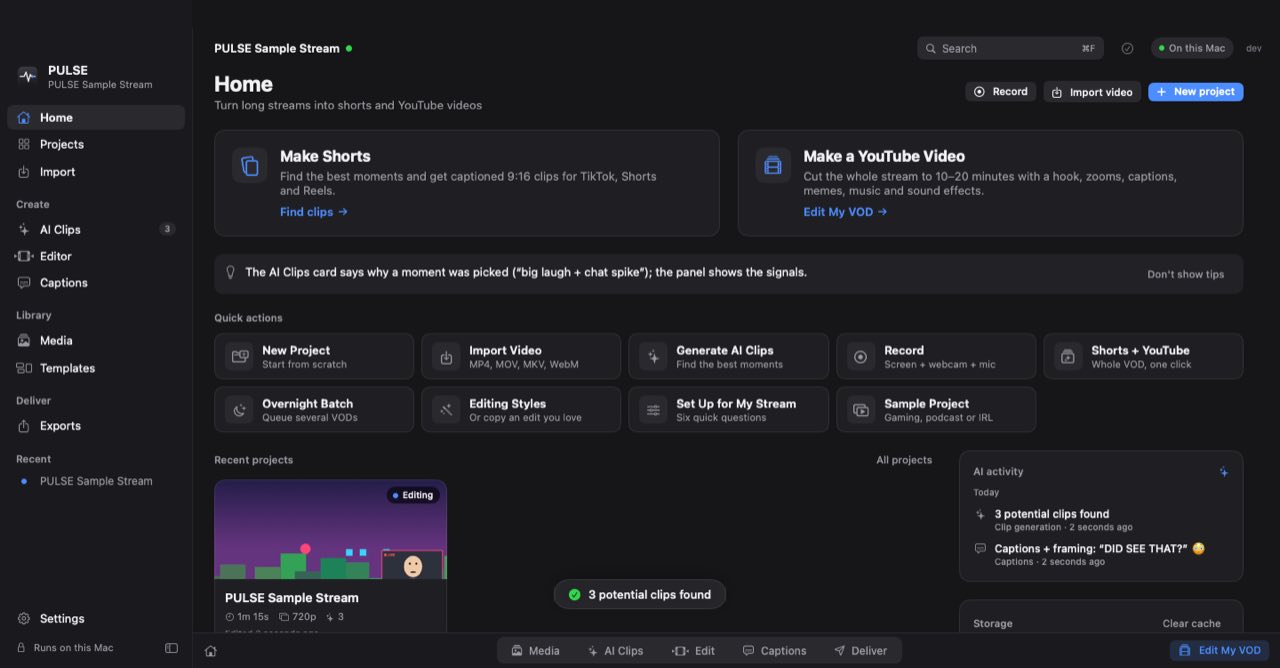 PULSE
PULSE Sample Stream
Home
Projects
Import
Create
AI Clips
3
Editor
Captions
Library
Media
Templates
Deliver
Exports
Recent
PULSE Sample Stream
Settings
Runs on this Mac
PULSE Sample Stream
Search
⌘F
On this Mac
dev
Home
Turn long streams into shorts and YouTube videos
Record
Import video
New project
Make Shorts
Find the best moments and get captioned 9:16 clips for TikTok, Shorts
and Reels.
Find clips →
Make a YouTube Video
Cut the whole stream to 10–20 minutes with a hook, zooms, captions,
memes, music and sound effects.
Edit My VOD →
The AI Clips card says why a moment was picked (“big laugh + chat spike”); the panel shows the signals.
Don't show tips
Quick actions
New Project
Start from scratch
Import Video
MP4, MOV, MKV, WebM
Generate AI Clips
Find the best moments
Record
Screen + webcam + mic
Shorts + YouTube
Whole VOD, one click
Overnight Batch
Queue several VODs
Editing Styles
Or copy an edit you love
Set Up for My Stream
Six quick questions
Sample Project
Gaming, podcast or IRL
Recent projects
All projects
Editing
PULSE Sample Stream
1m 15s
720p
3
AI activity
Today
3 potential clips found
Clip generation · 2 seconds ago
Captions + framing: “DID SEE THAT?” 😳
Captions · 2 seconds ago
3 potential clips found
Storage
Clear cache
Media
AI Clips
Edit
Captions
Deliver
Edit My VOD